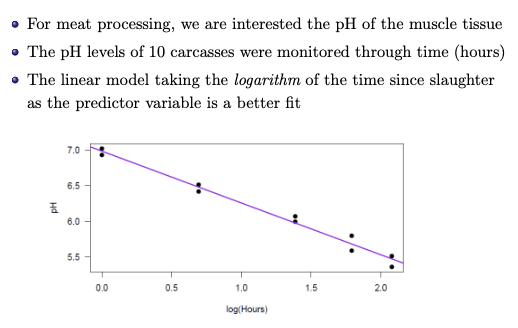 For meat processing, we are interested the pH of the muscle tissue
The pH levels of 10 carcasses were monitored through time (hours)
The linear model taking the logarithm of the time since slaughter
as the predictor variable is a better fit
7.0
6.5
6.0
5.5
pH
0.0 0.5 1.0 1.5 2.0
log(Hours)